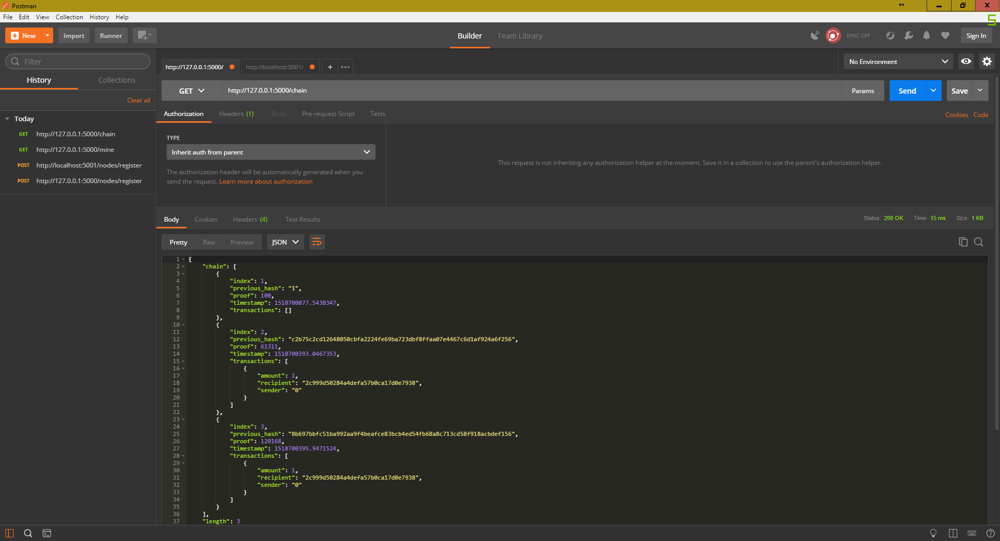 Postman
File Edit View Collection History Help
New Import Runner Builder Team Library SYNC OFF Sign In
Filter
History Collections
Clear all
Today
GET http://127.0.0.1:5000/chain
GET http://127.0.0.1:5000/mine
POST http://localhost:5001/nodes/register
POST http://127.0.0.1:5000/nodes/register
http://127.0.0.1:5000/ http://localhost:5001/ + ••• No Environment
GET http://127.0.0.1:5000/chain Params Send Save
Authorization Headers (1) Body Pre-request Script Tests Cookies Code
TYPE
Inherit auth from parent
The authorization header will be automatically generated when you
send the request. Learn more about authorization
This request is not inheriting any authorization helper at the moment. Save it in a collection to use the parent's authorization helper.
Body Cookies Headers (4) Test Results Status: 200 OK Time: 15 ms Size: 1 KB
Pretty Raw Preview JSON
1 {
2 "chain": [
3 {
4 "index": 1,
5 "previous_hash": "1",
6 "proof": 100,
7 "timestamp": 1518700077.5438347,
8 "transactions": []
9 },
10 {
11 "index": 2,
12 "previous_hash": "c2b75c2cd12648050cbfa2224fe69ba723dbf8ffaa07e4467c6d1af924a6f256",
13 "proof": 61311,
14 "timestamp": 1518700393.0467353,
15 "transactions": [
16 {
17 "amount": 1,
18 "recipient": "2c999d50284a4defa57b0ca17d0e7938",
19 "sender": "0"
20 }
21 ]
22 },
23 {
24 "index": 3,
25 "previous_hash": "8b697bbfc51ba992aa9f4beafce83bcb4ed54fb68a8c713cd58f918acbdef156",
26 "proof": 120168,
27 "timestamp": 1518700395.9471524,
28 "transactions": [
29 {
30 "amount": 1,
31 "recipient": "2c999d50284a4defa57b0ca17d0e7938",
32 "sender": "0"
33 }
34 ]
35 }
36 ],
37 "length": 3